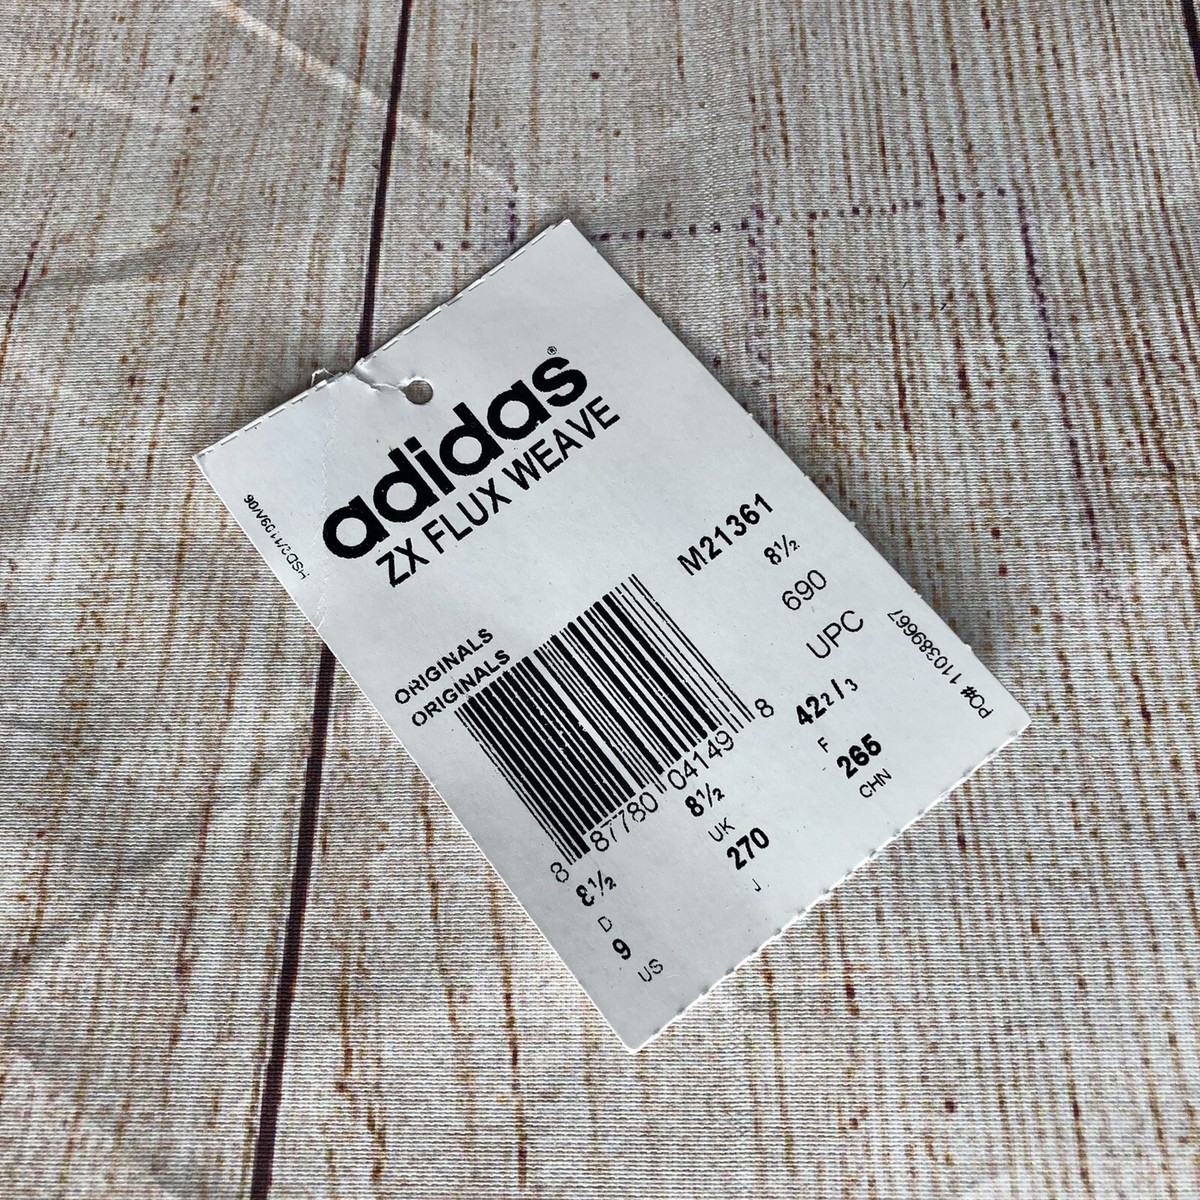 adidas®
ZX FLUX WEAVE
M21361
8½
690
UPC
ORIGINALS
ORIGINALS
8 87780 04149 8
8½ 8½ 42 2/3
D UK F
9 270 265
US J CHN
PO# 110389667